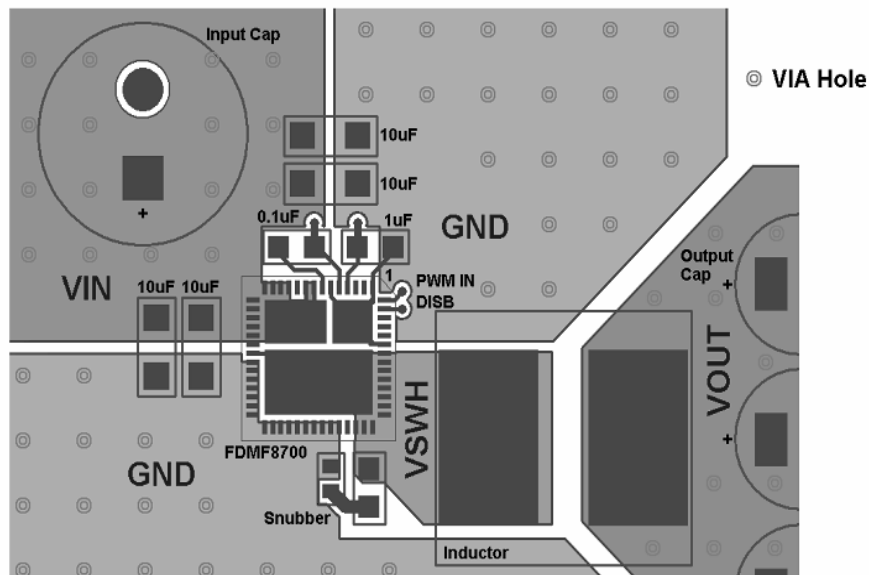 Input Cap
VIA Hole
10uF
10uF
0.1uF
1uF
GND
Output
Cap
+
VIN
10uF
10uF
1
PWM IN
DISB
+
VOUT
VSWH
+
FDMF8700
GND
Snubber
Inductor